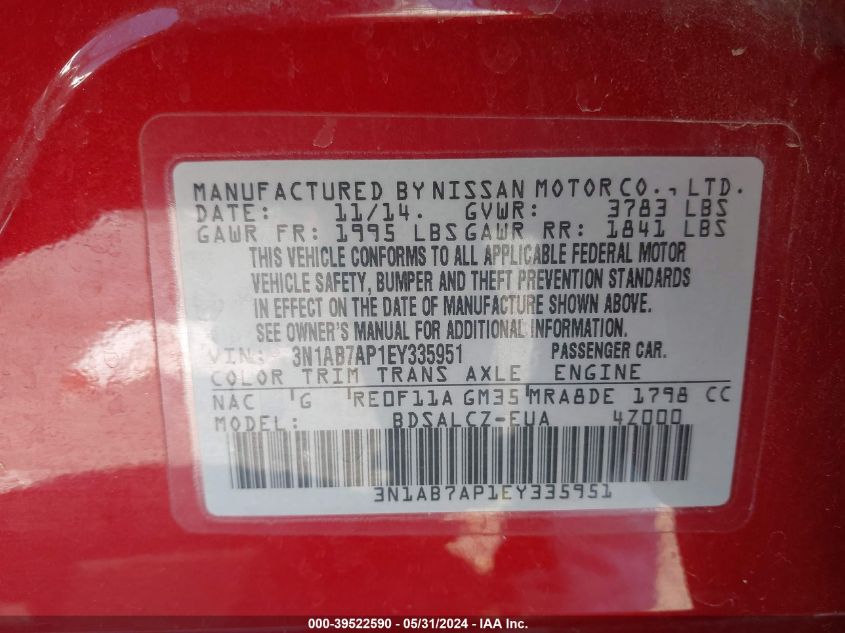 MANUFACTURED BY NISSAN MOTOR CO., LTD.
DATE: 11/14. GVWR: 3783 LBS
GAWR FR: 1995 LBS GAWR RR: 1841 LBS
THIS VEHICLE CONFORMS TO ALL APPLICABLE FEDERAL MOTOR
VEHICLE SAFETY, BUMPER AND THEFT PREVENTION STANDARDS
IN EFFECT ON THE DATE OF MANUFACTURE SHOWN ABOVE.
SEE OWNER'S MANUAL FOR ADDITIONAL INFORMATION.
VIN: 3N1AB7AP1EY335951 PASSENGER CAR.
COLOR TRIM TRANS AXLE ENGINE
NAC G RE0F11A GM35 MRA8DE 1798 CC
MODEL: BDSALCZ-EUA 4Z000
3N1AB7AP1EY335951
000-39522590 - 05/31/2024 - IAA Inc.